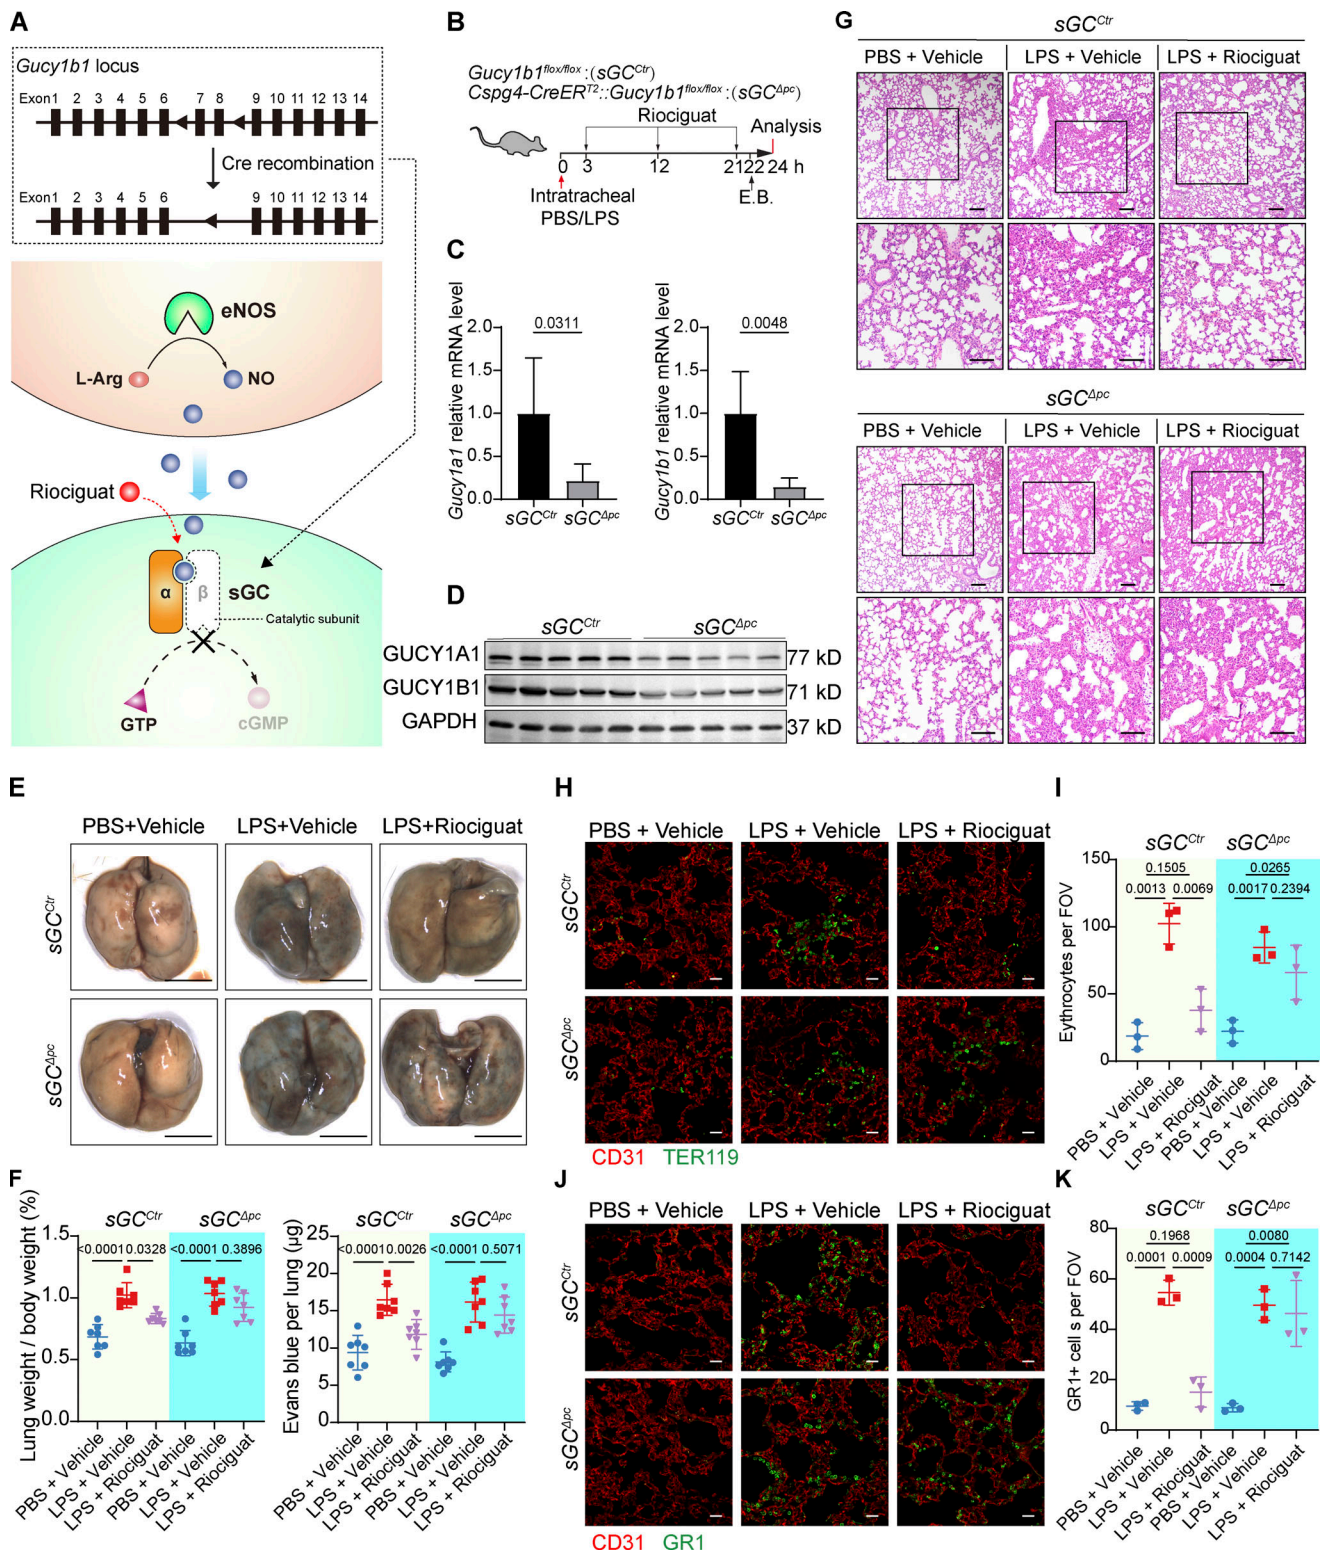 A
Gucy1b1 locus
Exon1 2 3 4 5 6 7 8 9 10 11 12 13 14
Cre recombination
Exon1 2 3 4 5 6 9 10 11 12 13 14
eNOS
L-Arg
NO
Riociguat
α
β
sGC
Catalytic subunit
GTP
cGMP
B
Gucy1b1flox/flox:(sGCCtr)
Cspg4-CreERT2::Gucy1b1flox/flox:(sGCΔpc)
Riociguat
Analysis
0 3 12 21 22 24 h
Intratracheal
PBS/LPS
E.B.
C
Gucy1a1 relative mRNA level
2.0
1.5
1.0
0.5
0.0
0.0311
sGCCtr sGCΔpc
Gucy1b1 relative mRNA level
2.0
1.5
1.0
0.5
0.0
0.0048
sGCCtr sGCΔpc
D
sGCCtr sGCΔpc
GUCY1A1 77 kD
GUCY1B1 71 kD
GAPDH 37 kD
E
PBS+Vehicle LPS+Vehicle LPS+Riociguat
sGCCtr
sGCΔpc
F
Lung weight / body weight (%)
sGCCtr sGCΔpc
1.5
1.0
0.5
0.0
<0.0001 0.0328 <0.0001 0.3896
PBS + Vehicle
LPS + Vehicle
LPS + Riociguat
PBS + Vehicle
LPS + Vehicle
LPS + Riociguat
Evans blue per lung (µg)
sGCCtr sGCΔpc
25
20
15
10
5
0
<0.0001 0.0026 <0.0001 0.5071
PBS + Vehicle
LPS + Vehicle
LPS + Riociguat
PBS + Vehicle
LPS + Vehicle
LPS + Riociguat
G
sGCCtr
PBS + Vehicle LPS + Vehicle LPS + Riociguat
sGCΔpc
PBS + Vehicle LPS + Vehicle LPS + Riociguat
H
PBS + Vehicle LPS + Vehicle LPS + Riociguat
sGCCtr
sGCΔpc
CD31 TER119
I
sGCCtr sGCΔpc
Eythrocytes per FOV
150
100
50
0
0.1505 0.0265
0.0013 0.0069 0.0017 0.2394
PBS + Vehicle
LPS + Vehicle
LPS + Riociguat
PBS + Vehicle
LPS + Vehicle
LPS + Riociguat
J
PBS + Vehicle LPS + Vehicle LPS + Riociguat
sGCCtr
sGCΔpc
CD31 GR1
K
sGCCtr sGCΔpc
GR1+ cell s per FOV
80
60
40
20
0
0.1968 0.0080
0.0001 0.0009 0.0004 0.7142
PBS + Vehicle
LPS + Vehicle
LPS + Riociguat
PBS + Vehicle
LPS + Vehicle
LPS + Riociguat